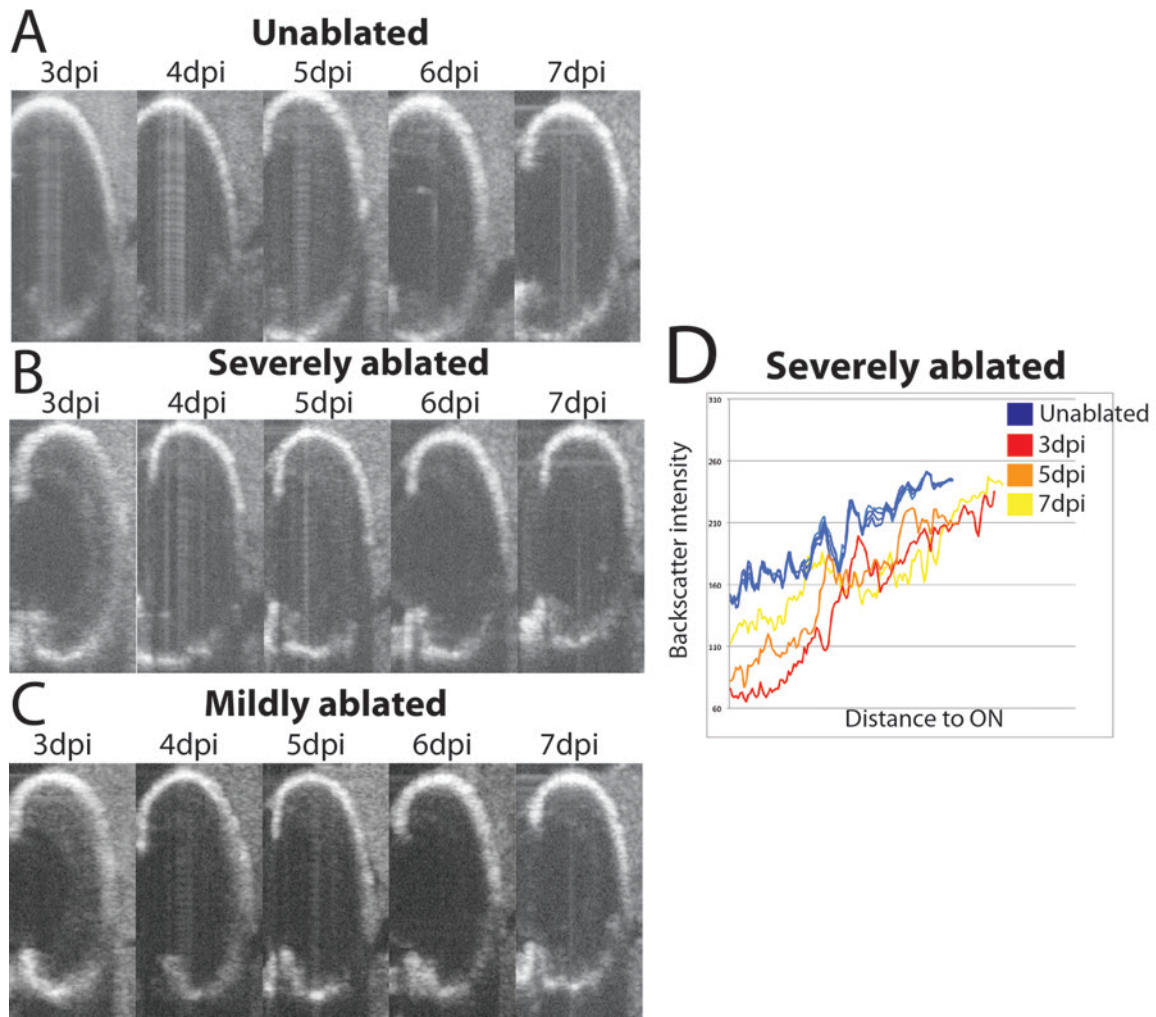 A Unablated
3dpi 4dpi 5dpi 6dpi 7dpi
B Severely ablated
3dpi 4dpi 5dpi 6dpi 7dpi
C Mildly ablated
3dpi 4dpi 5dpi 6dpi 7dpi
D Severely ablated
310
260
210
160
110
60
Backscatter intensity
Distance to ON
Unablated
3dpi
5dpi
7dpi